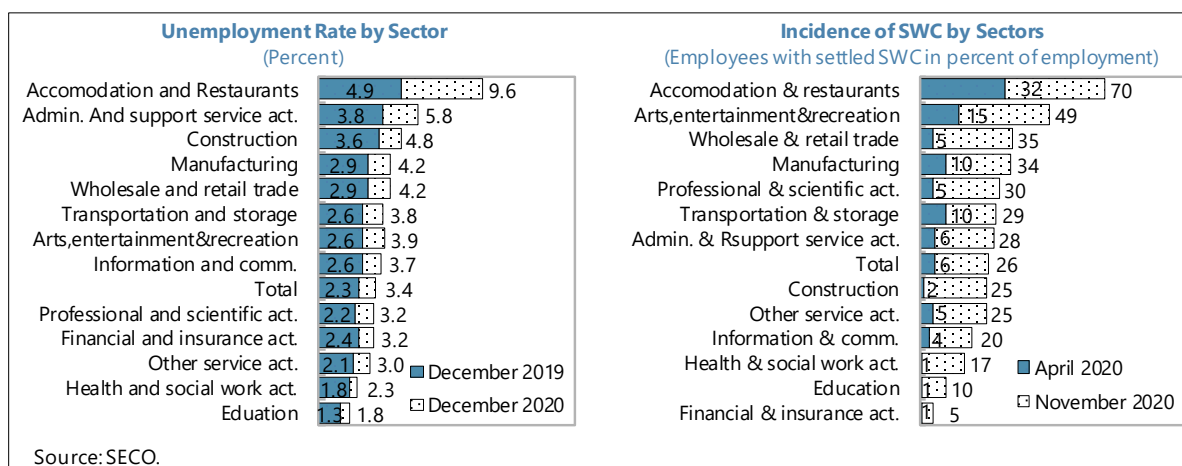 Unemployment Rate by Sector
(Percent)
Accomodation and Restaurants 4.9 9.6
Admin. And support service act. 3.8 5.8
Construction 3.6 4.8
Manufacturing 2.9 4.2
Wholesale and retail trade 2.9 4.2
Transportation and storage 2.6 3.8
Arts,entertainment&recreation 2.6 3.9
Information and comm. 2.6 3.7
Total 2.3 3.4
Professional and scientific act. 2.2 3.2
Financial and insurance act. 2.4 3.2
Other service act. 2.1 3.0
Health and social work act. 1.8 2.3
Eduation 1.3 1.8
December 2019
December 2020
Incidence of SWC by Sectors
(Employees with settled SWC in percent of employment)
Accomodation & restaurants 32 70
Arts,entertainment&recreation 15 49
Wholesale & retail trade 5 35
Manufacturing 10 34
Professional & scientific act. 5 30
Transportation & storage 10 29
Admin. & Rsupport service act. 6 28
Total 6 26
Construction 2 25
Other service act. 5 25
Information & comm. 4 20
Health & social work act. 1 17
Education 1 10
Financial & insurance act. 1 5
April 2020
November 2020
Source: SECO.